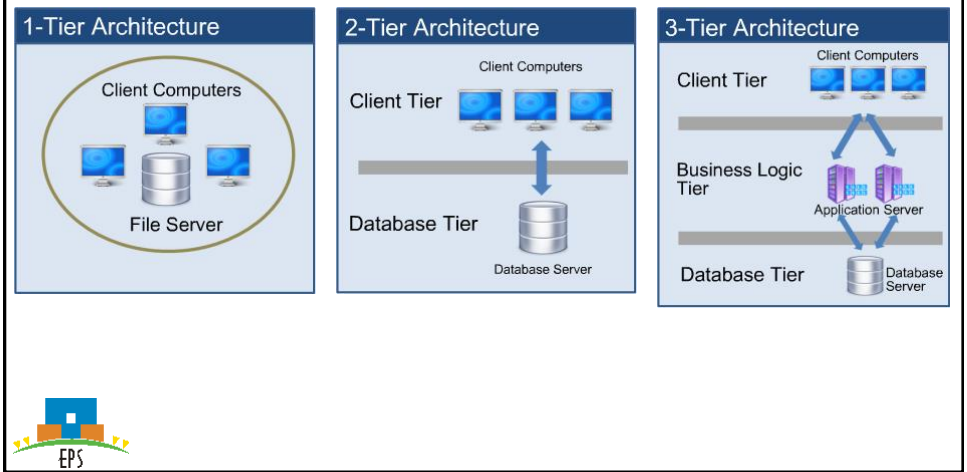 1-Tier Architecture
Client Computers
File Server
2-Tier Architecture
Client Computers
Client Tier
Database Tier
Database Server
3-Tier Architecture
Client Computers
Client Tier
Business Logic
Tier
Application Server
Database Tier
Database
Server
EPS